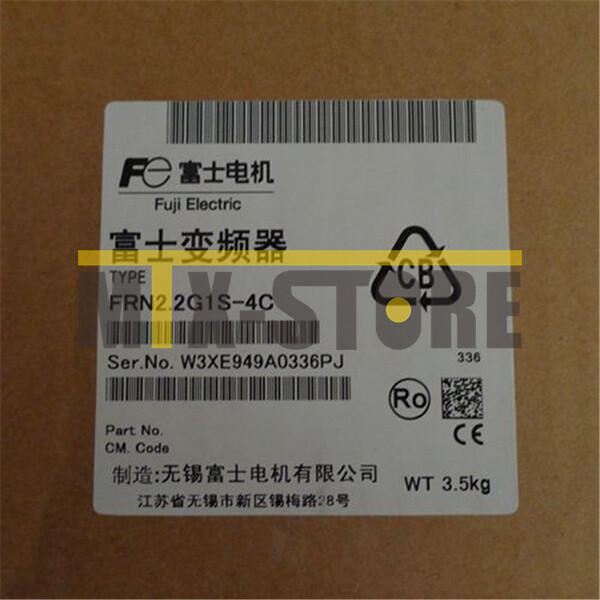 Fe 富士电机
Fuji Electric
富士变频器
TYPE
FRN2.2G1S-4C
CB
MTX-STORE
Ser.No. W3XE949A0336PJ
336
Ro
Part No.
CM. Code
CE
制造:无锡富士电机有限公司
WT 3.5kg
江苏省无锡市新区锡梅路28号